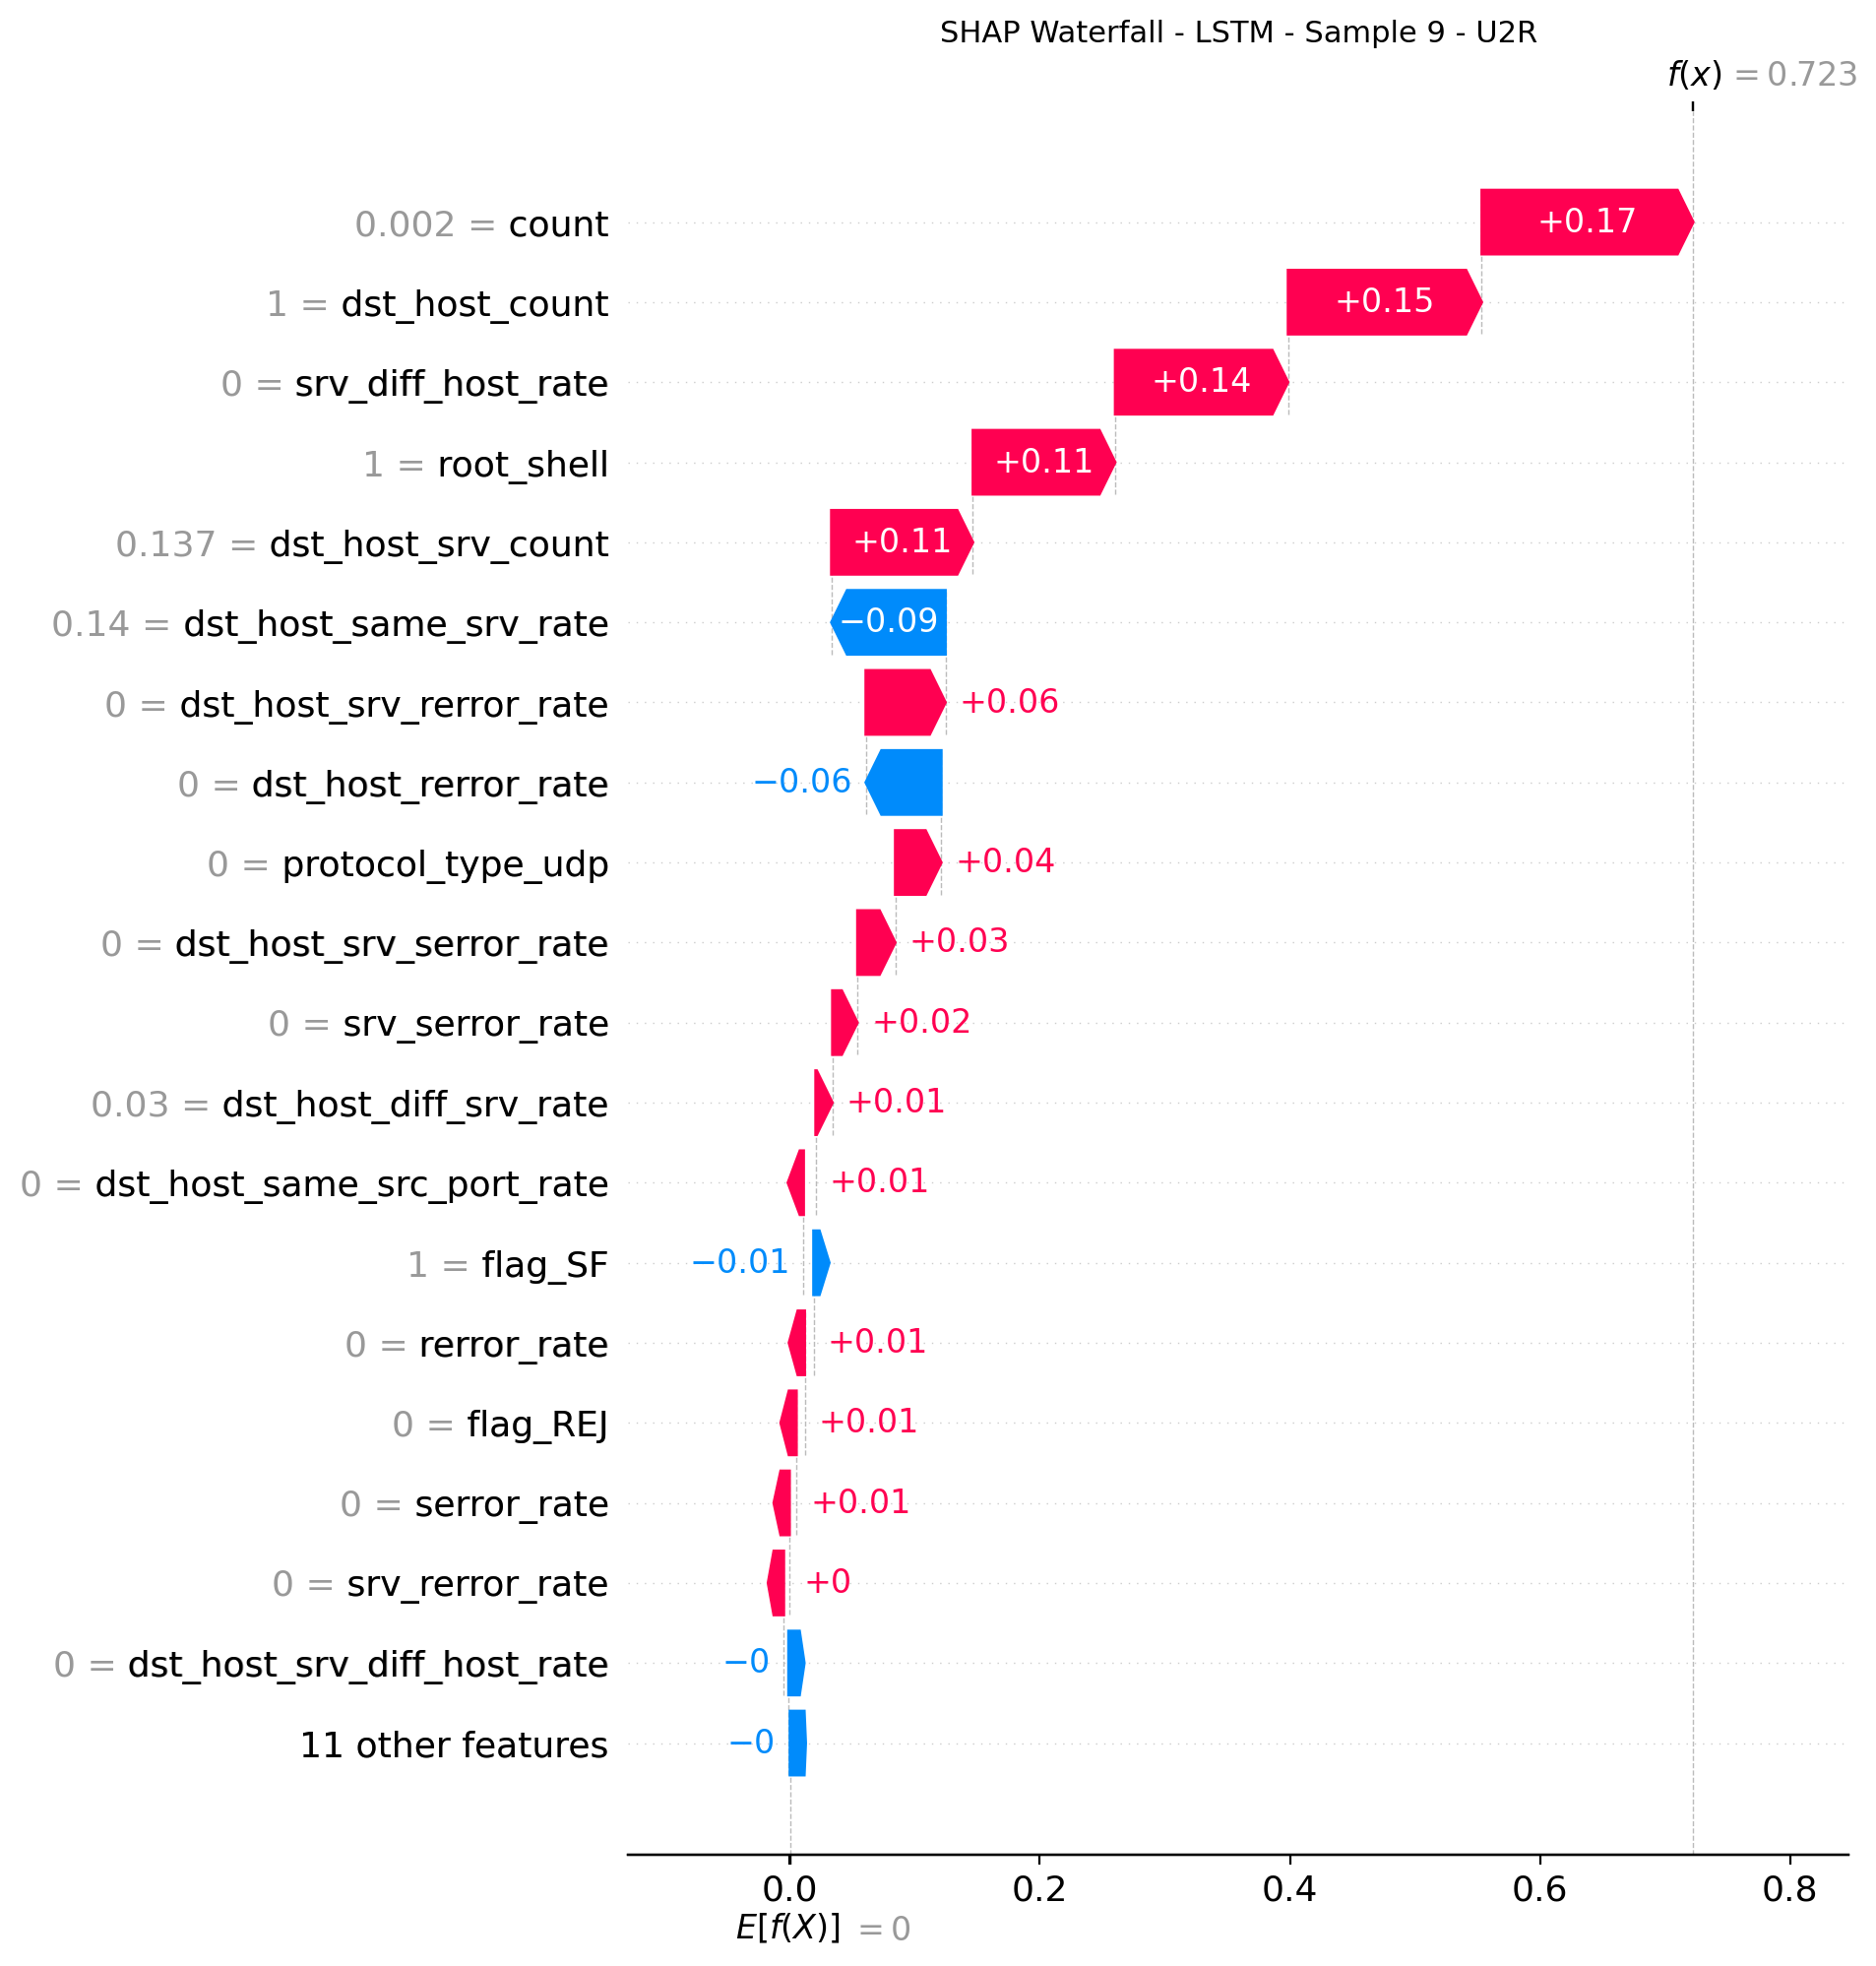 SHAP Waterfall - LSTM - Sample 9 - U2R
f(x) = 0.723
0.002 = count +0.17
1 = dst_host_count +0.15
0 = srv_diff_host_rate +0.14
1 = root_shell +0.11
0.137 = dst_host_srv_count +0.11
0.14 = dst_host_same_srv_rate −0.09
0 = dst_host_srv_rerror_rate +0.06
0 = dst_host_rerror_rate −0.06
0 = protocol_type_udp +0.04
0 = dst_host_srv_serror_rate +0.03
0 = srv_serror_rate +0.02
0.03 = dst_host_diff_srv_rate +0.01
0 = dst_host_same_src_port_rate +0.01
1 = flag_SF −0.01
0 = rerror_rate +0.01
0 = flag_REJ +0.01
0 = serror_rate +0.01
0 = srv_rerror_rate +0
0 = dst_host_srv_diff_host_rate −0
11 other features −0
0.0 0.2 0.4 0.6 0.8
E[f(X)] = 0